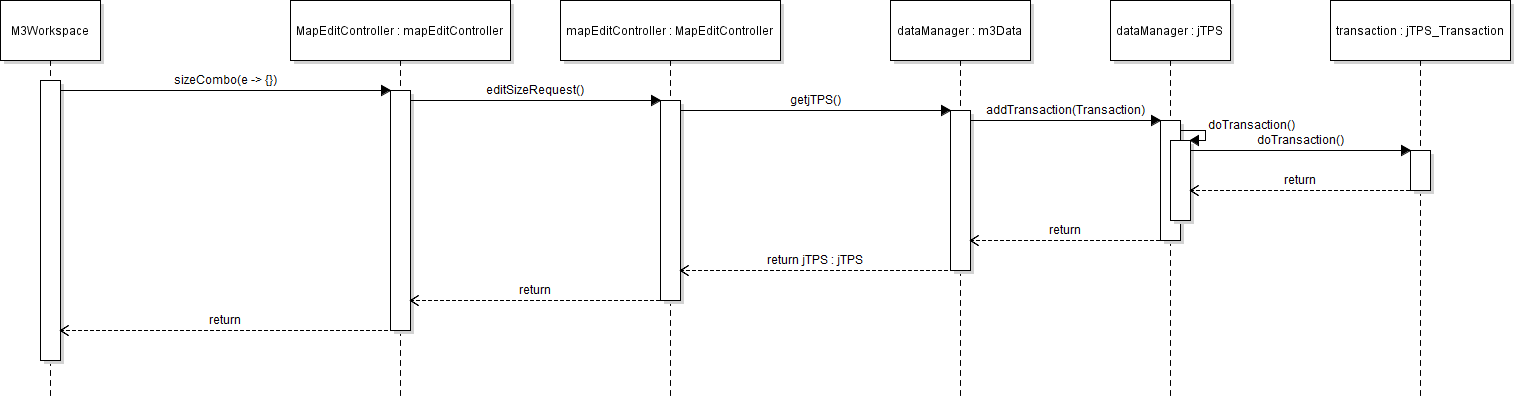 M3Workspace
MapEditController : mapEditController
mapEditController : MapEditController
dataManager : m3Data
dataManager : jTPS
transaction : jTPS_Transaction
sizeCombo(e -> {})
editSizeRequest()
getjTPS()
addTransaction(Transaction)
doTransaction()
doTransaction()
return
return
return jTPS : jTPS
return
return